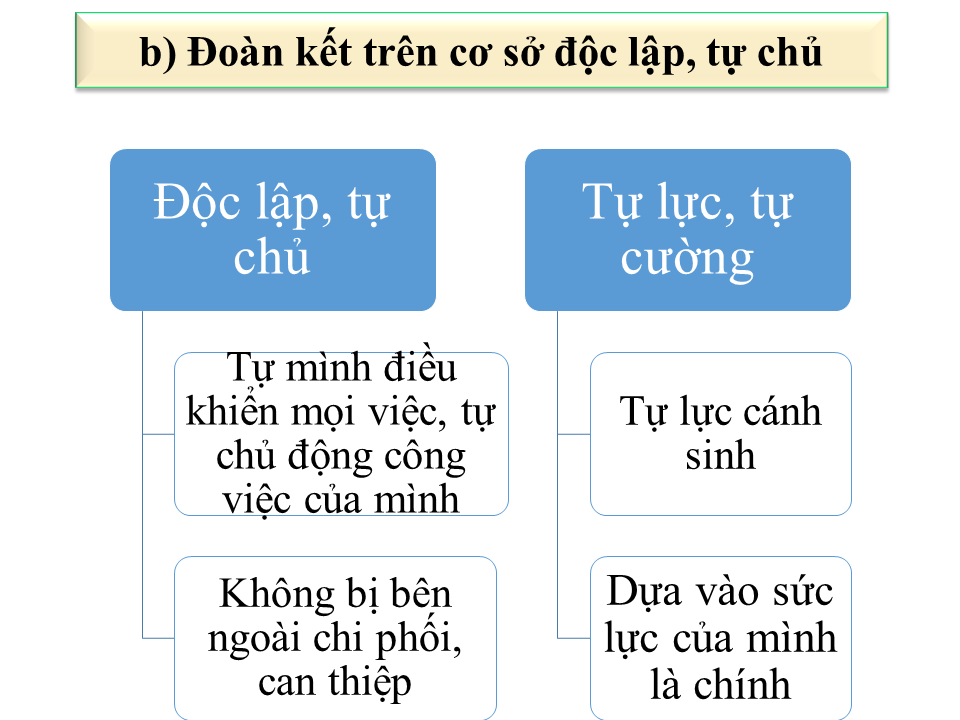 b) Đoàn kết trên cơ sở độc lập, tự chủ
Độc lập, tự
chủ
Tự mình điều
khiển mọi việc, tự
chủ động công
việc của mình
Không bị bên
ngoài chi phối,
can thiệp
Tự lực, tự
cường
Tự lực cánh
sinh
Dựa vào sức
lực của mình
là chính